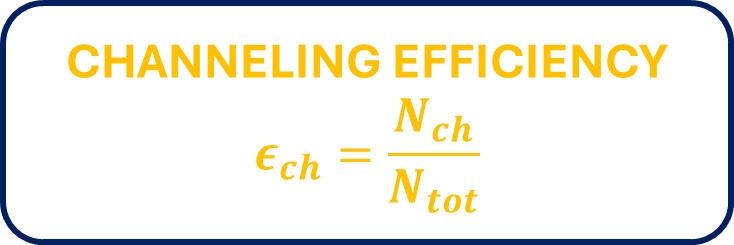 CHANNELING EFFICIENCY
ϵ_ch = N_ch / N_tot